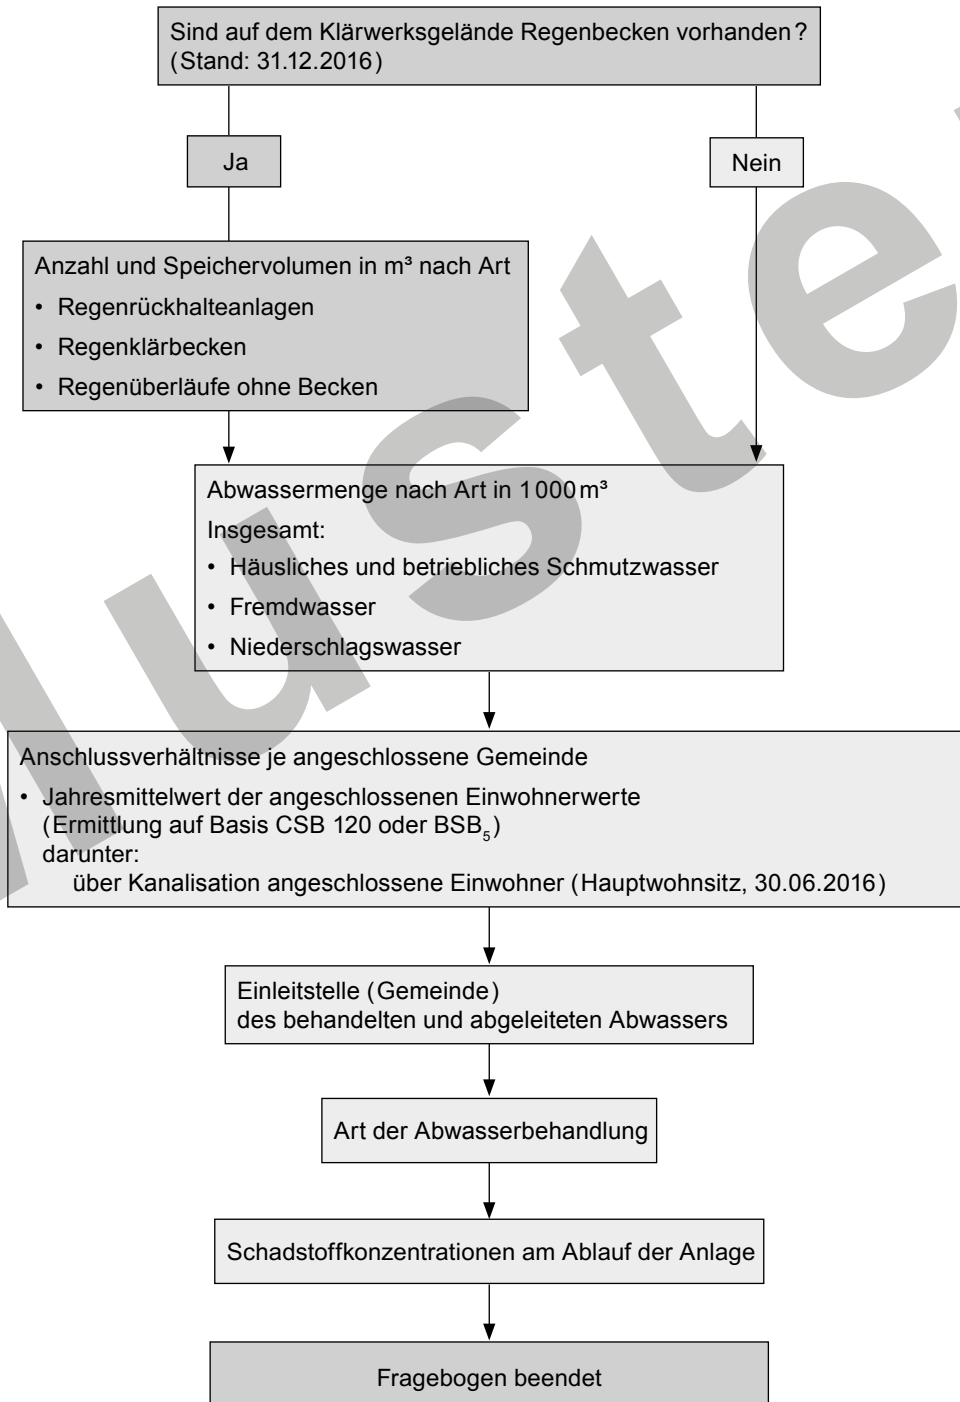 Sind auf dem Klärwerksgelände Regenbecken vorhanden?
(Stand: 31.12.2016)
Ja
Nein
Anzahl und Speichervolumen in m³ nach Art
• Regenrückhalteanlagen
• Regenklärbecken
• Regenüberläufe ohne Becken
Abwassermenge nach Art in 1000 m³
Insgesamt:
• Häusliches und betriebliches Schmutzwasser
• Fremdwasser
• Niederschlagswasser
Anschlussverhältnisse je angeschlossene Gemeinde
• Jahresmittelwert der angeschlossenen Einwohnerwerte
(Ermittlung auf Basis CSB 120 oder BSB₅)
darunter:
über Kanalisation angeschlossene Einwohner (Hauptwohnsitz, 30.06.2016)
Einleitstelle (Gemeinde)
des behandelten und abgeleiteten Abwassers
Art der Abwasserbehandlung
Schadstoffkonzentrationen am Ablauf der Anlage
Fragebogen beendet
Muste